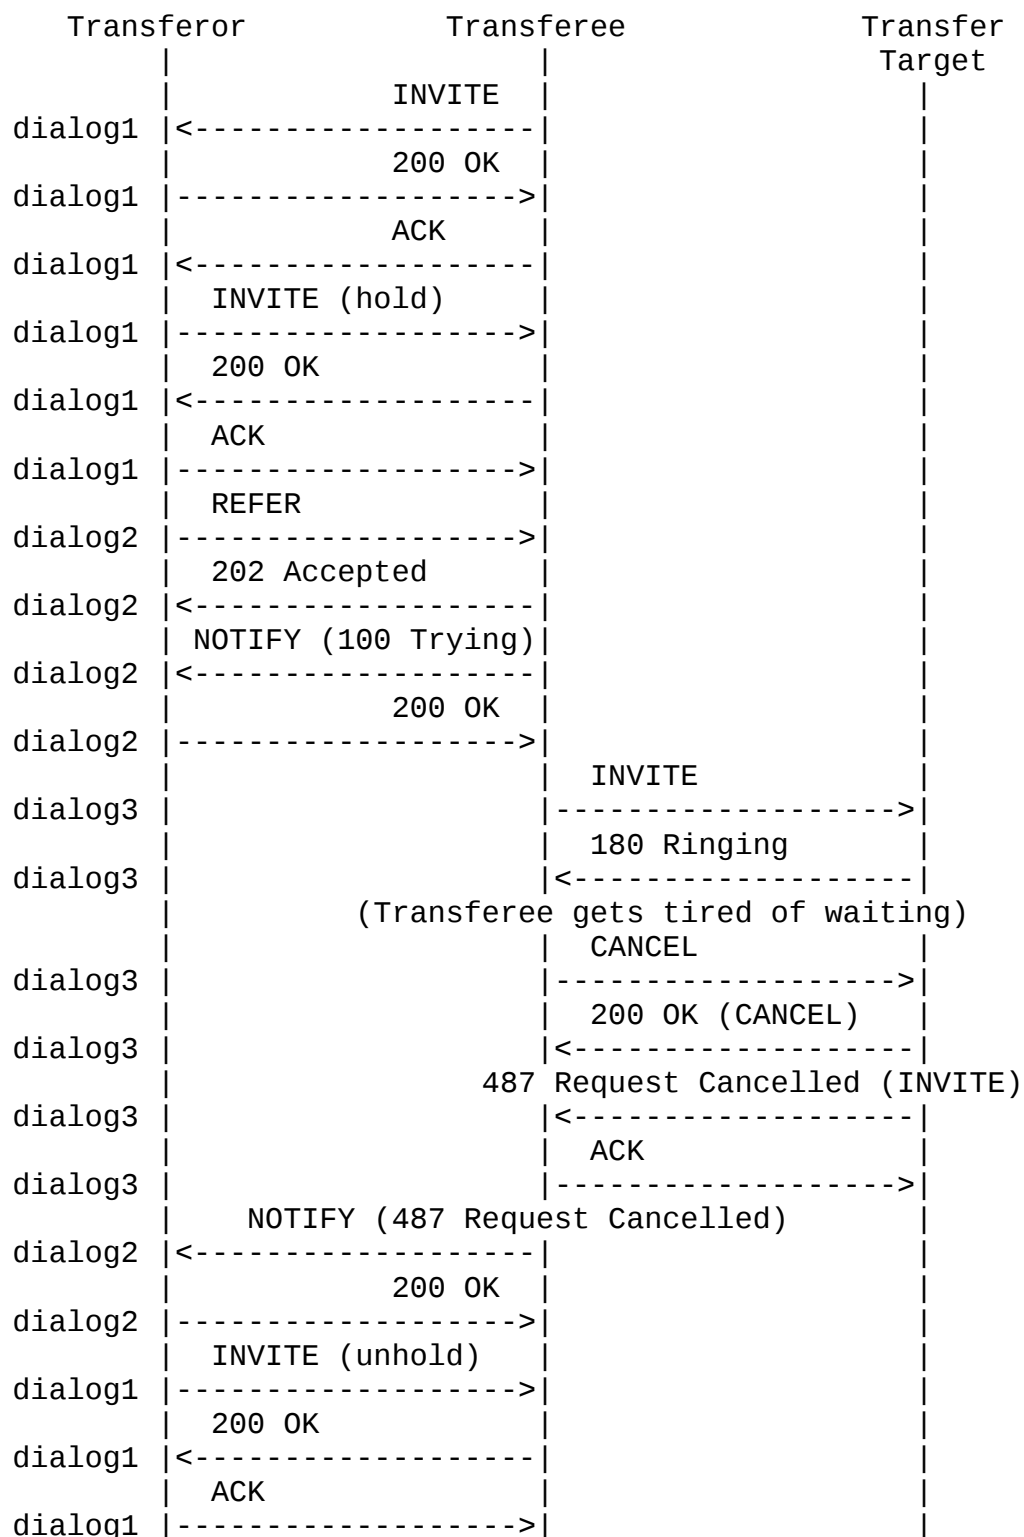 Transferor Transferee Transfer
| | Target
| INVITE | |
dialog1 |<-------------------| |
| 200 OK | |
dialog1 |------------------->| |
| ACK | |
dialog1 |<-------------------| |
| INVITE (hold) | |
dialog1 |------------------->| |
| 200 OK | |
dialog1 |<-------------------| |
| ACK | |
dialog1 |------------------->| |
| REFER | |
dialog2 |------------------->| |
| 202 Accepted | |
dialog2 |<-------------------| |
| NOTIFY (100 Trying)| |
dialog2 |<-------------------| |
| 200 OK | |
dialog2 |------------------->| |
| | INVITE |
dialog3 | |------------------->|
| | 180 Ringing |
dialog3 | |<-------------------|
| (Transferee gets tired of waiting)
| | CANCEL |
dialog3 | |------------------->|
| | 200 OK (CANCEL) |
dialog3 | |<-------------------|
| 487 Request Cancelled (INVITE)
dialog3 | |<-------------------|
| | ACK |
dialog3 | |------------------->|
| NOTIFY (487 Request Cancelled) |
dialog2 |<-------------------| |
| 200 OK | |
dialog2 |------------------->| |
| INVITE (unhold) | |
dialog1 |------------------->| |
| 200 OK | |
dialog1 |<-------------------| |
| ACK | |
dialog1 |------------------->| |